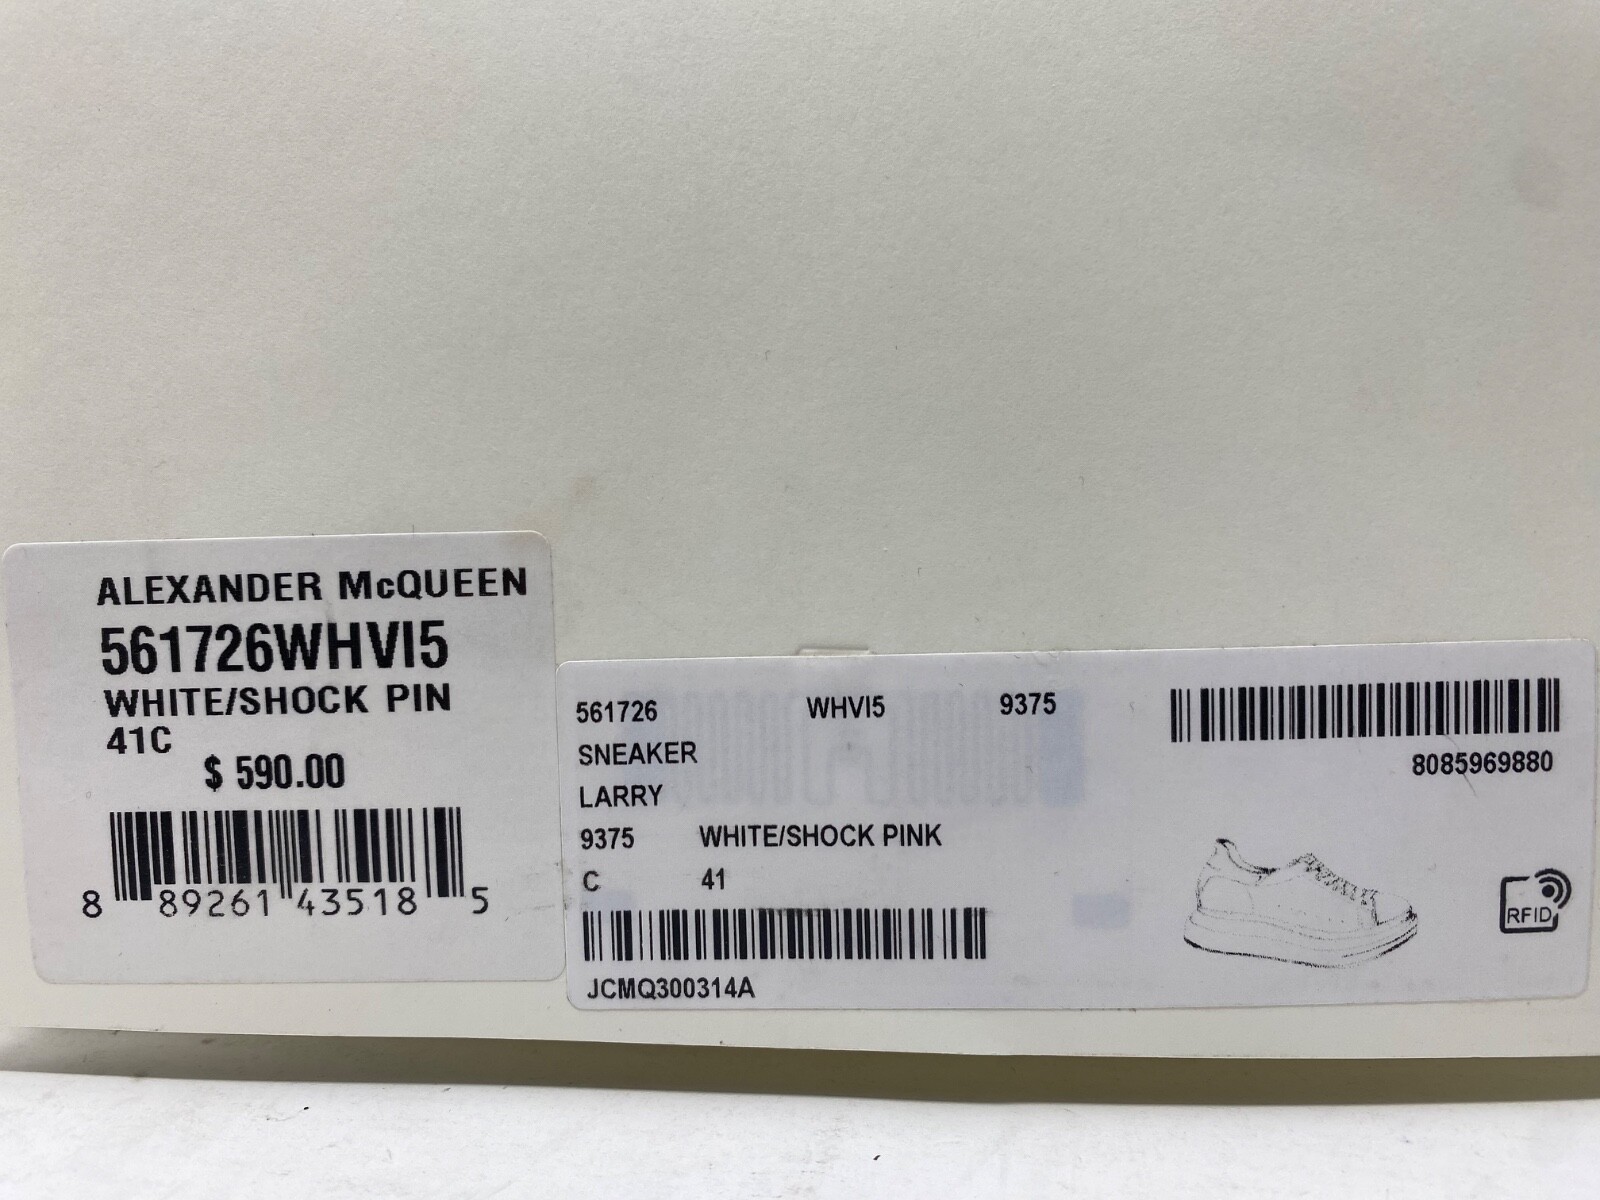 ALEXANDER McQUEEN
561726WHVI5
WHITE/SHOCK PIN
41C
$ 590.00
8 89261 43518 5
561726 WHVI5 9375
SNEAKER
LARRY
9375 WHITE/SHOCK PINK
C 41
JCMQ300314A
8085969880
RFID